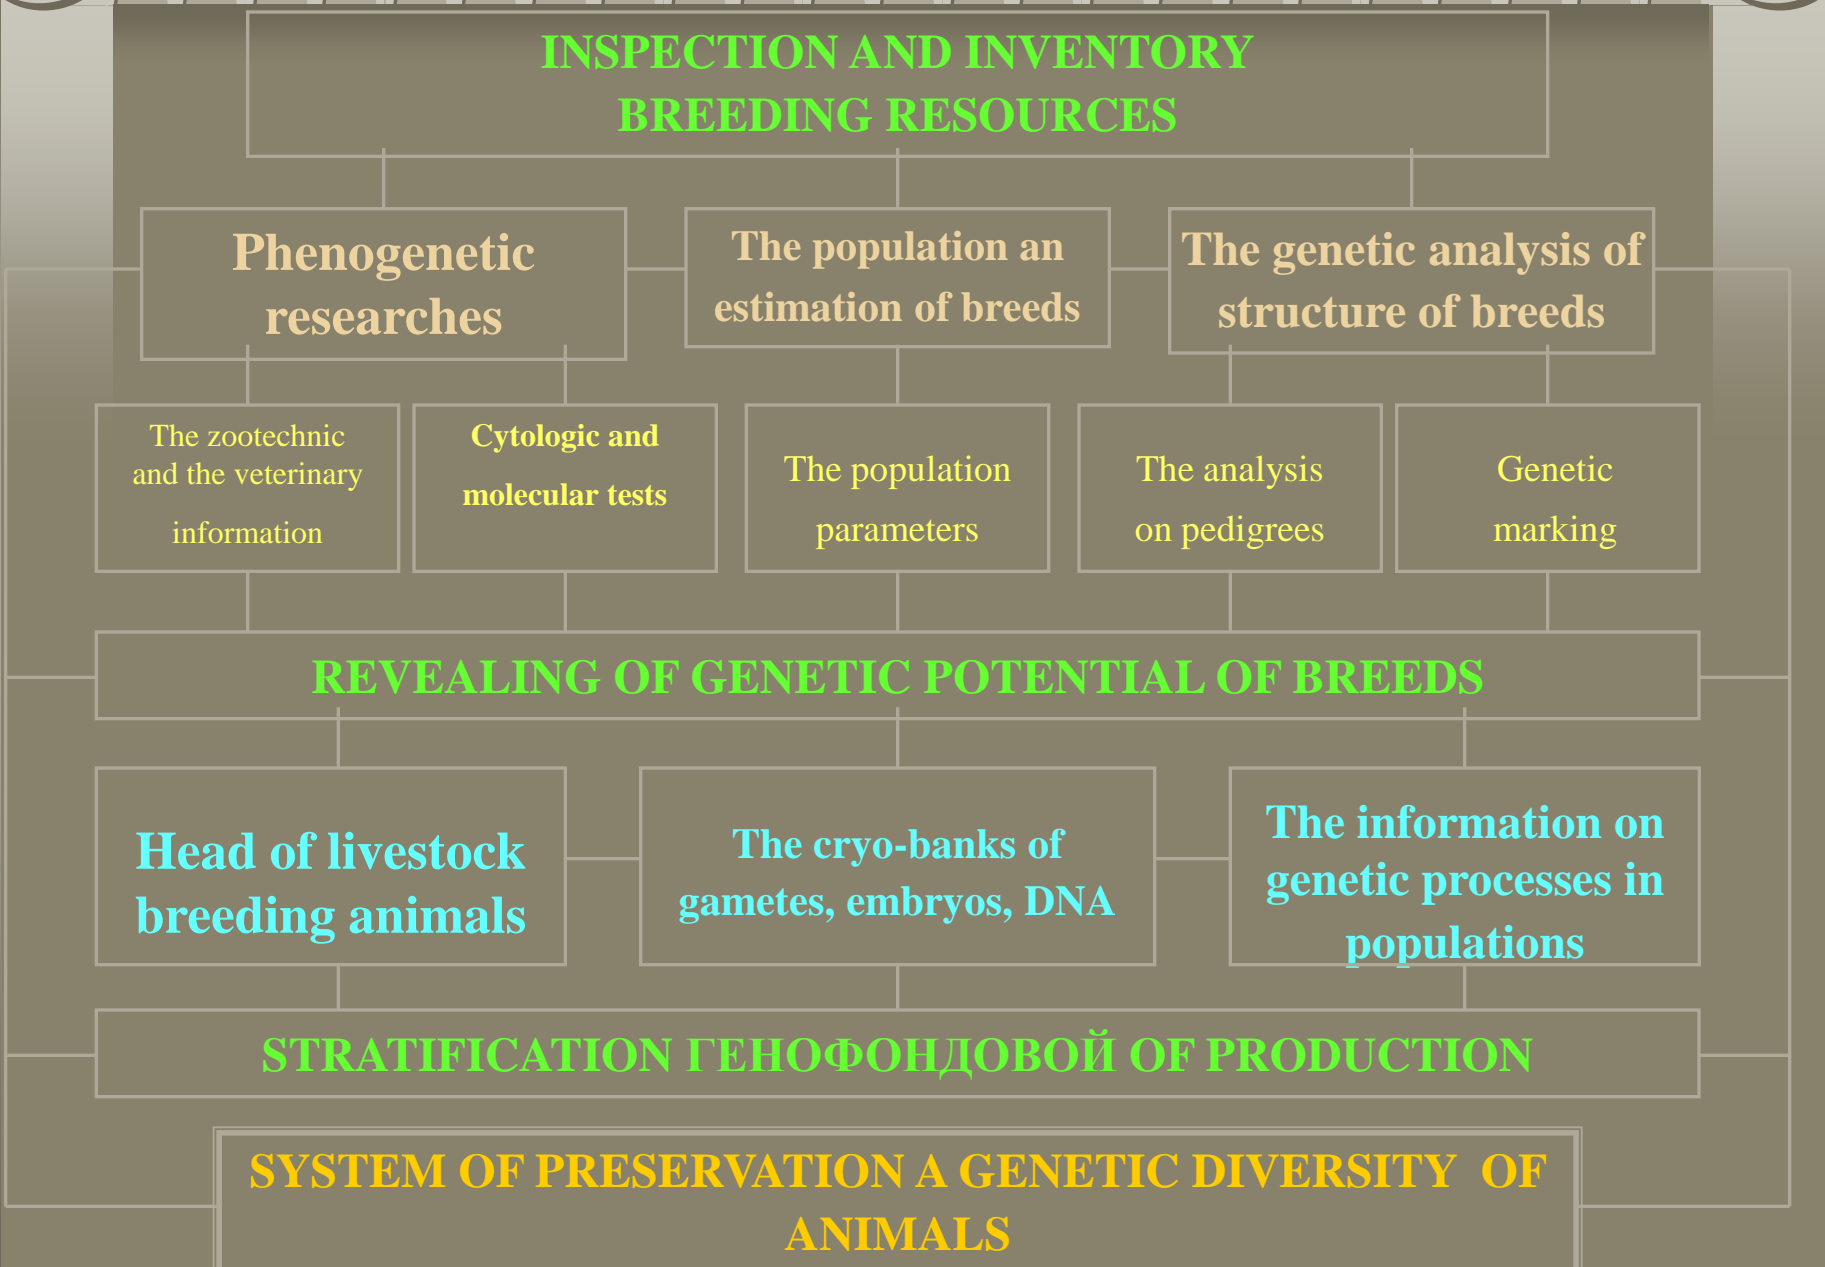 INSPECTION AND INVENTORY
BREEDING RESOURCES
Phenogenetic
researches
The population an
estimation of breeds
The genetic analysis of
structure of breeds
The zootechnic
and the veterinary
information
Cytologic and
molecular tests
The population
parameters
The analysis
on pedigrees
Genetic
marking
REVEALING OF GENETIC POTENTIAL OF BREEDS
Head of livestock
breeding animals
The cryo-banks of
gametes, embryos, DNA
The information on
genetic processes in
populations
STRATIFICATION ГЕНОФОНДОВОЙ OF PRODUCTION
SYSTEM OF PRESERVATION A GENETIC DIVERSITY OF
ANIMALS